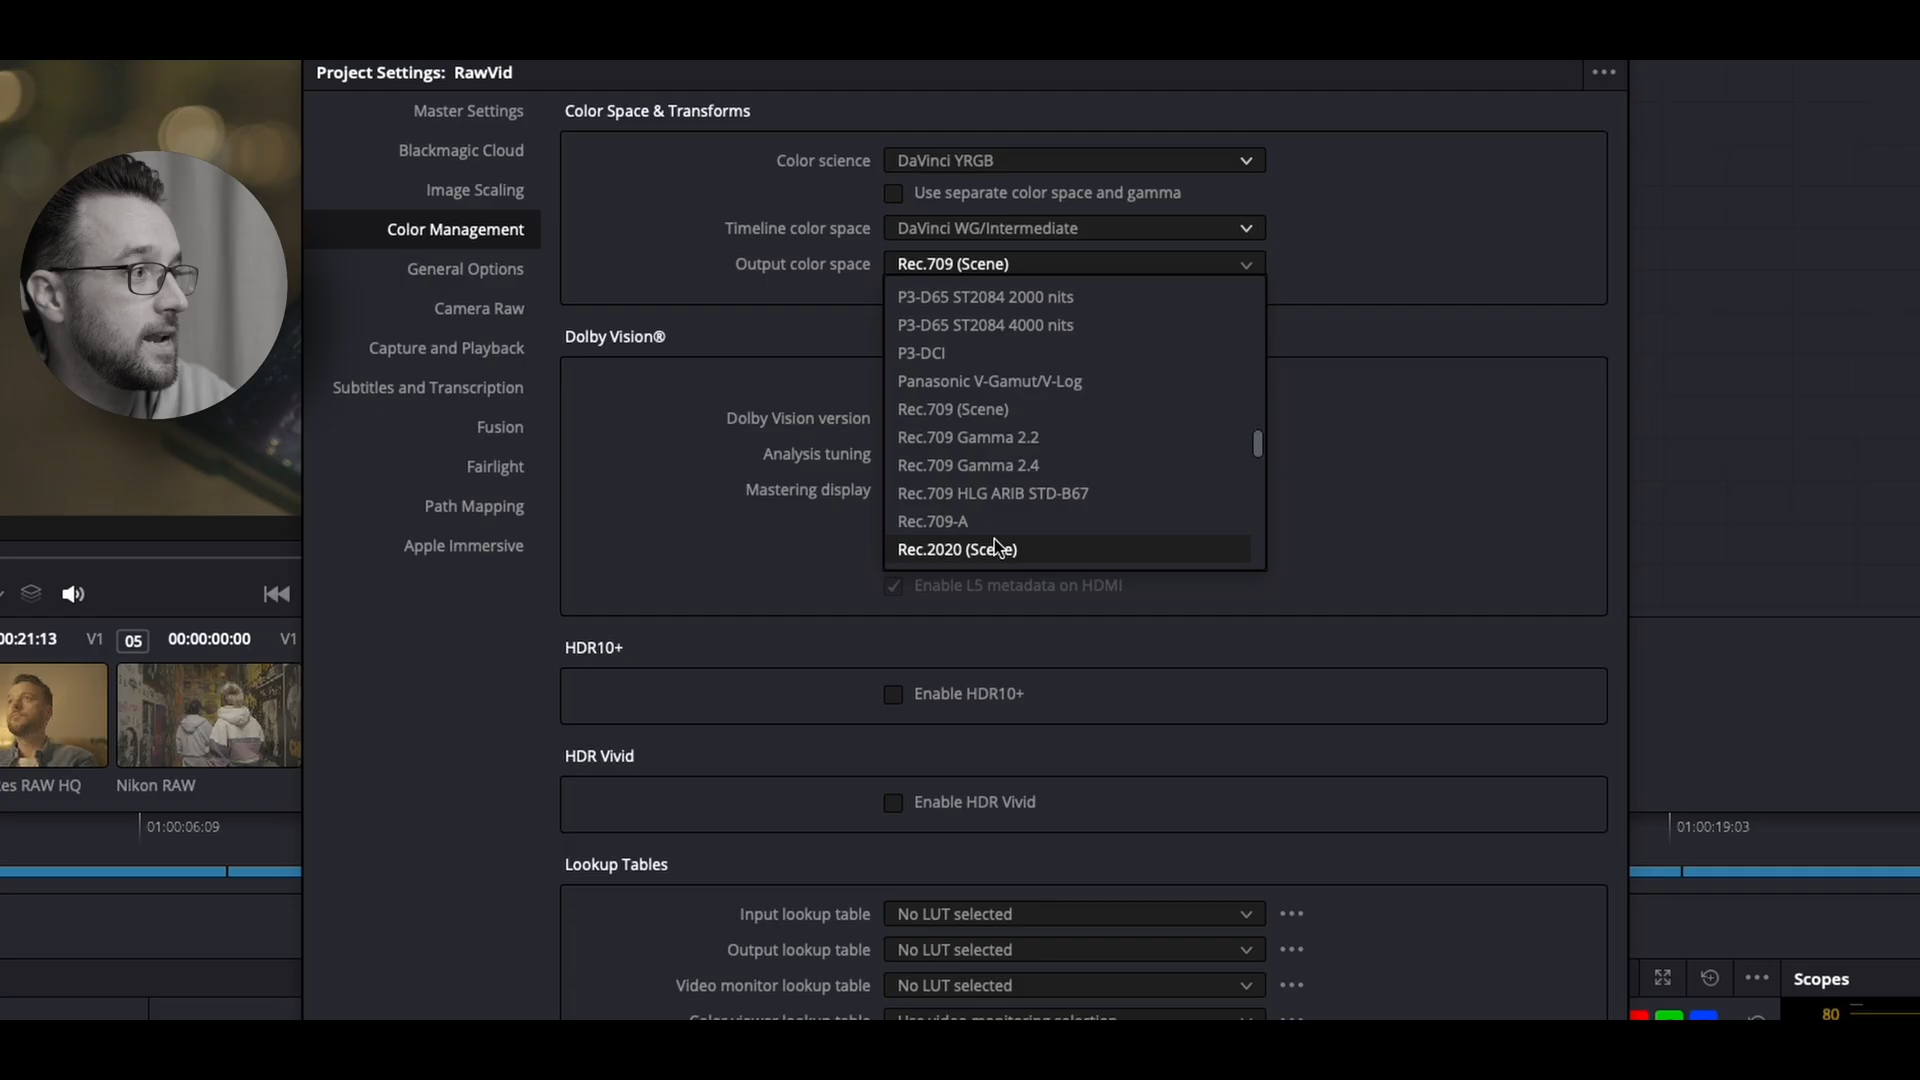 Project Settings: RawVid
Master Settings
Blackmagic Cloud
Image Scaling
Color Management
General Options
Camera Raw
Capture and Playback
Subtitles and Transcription
Fusion
Fairlight
Path Mapping
Apple Immersive
Color Space & Transforms
Color science DaVinci YRGB
Use separate color space and gamma
Timeline color space DaVinci WG/Intermediate
Output color space Rec.709 (Scene)
P3-D65 ST2084 2000 nits
P3-D65 ST2084 4000 nits
P3-DCI
Panasonic V-Gamut/V-Log
Rec.709 (Scene)
Rec.709 Gamma 2.2
Rec.709 Gamma 2.4
Rec.709 HLG ARIB STD-B67
Rec.709-A
Rec.2020 (Scene)
Dolby Vision®
Dolby Vision version
Analysis tuning
Mastering display
Enable L5 metadata on HDMI
HDR10+
Enable HDR10+
HDR Vivid
Enable HDR Vivid
Lookup Tables
Input lookup table No LUT selected
Output lookup table No LUT selected
Video monitor lookup table No LUT selected
00:21:13 V1 05 00:00:00:00 V1
RAW HQ Nikon RAW
01:00:06:09
01:00:19:03
Scopes
80